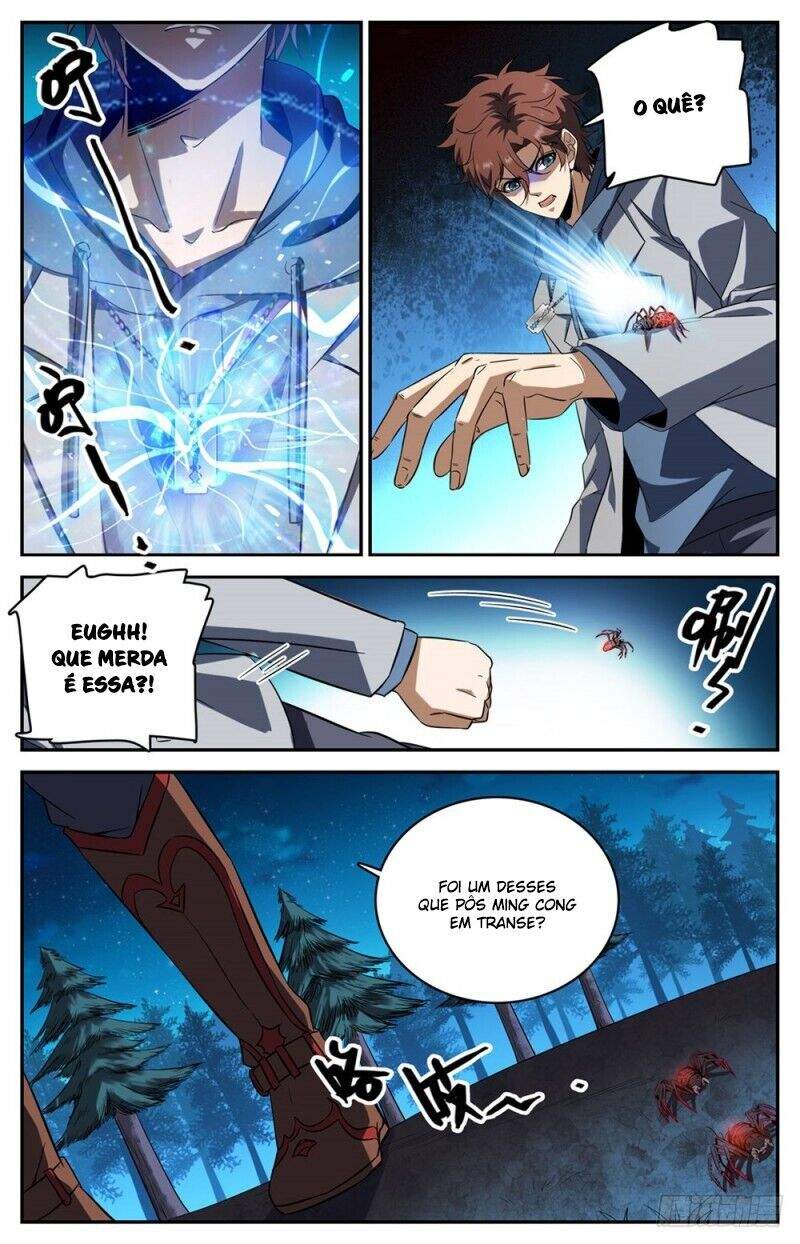 O QUÊ?
EUGHH!
QUE MERDA
É ESSA?!
FOI UM DESSES
QUE PÔS MING CONG
EM TRANSE?